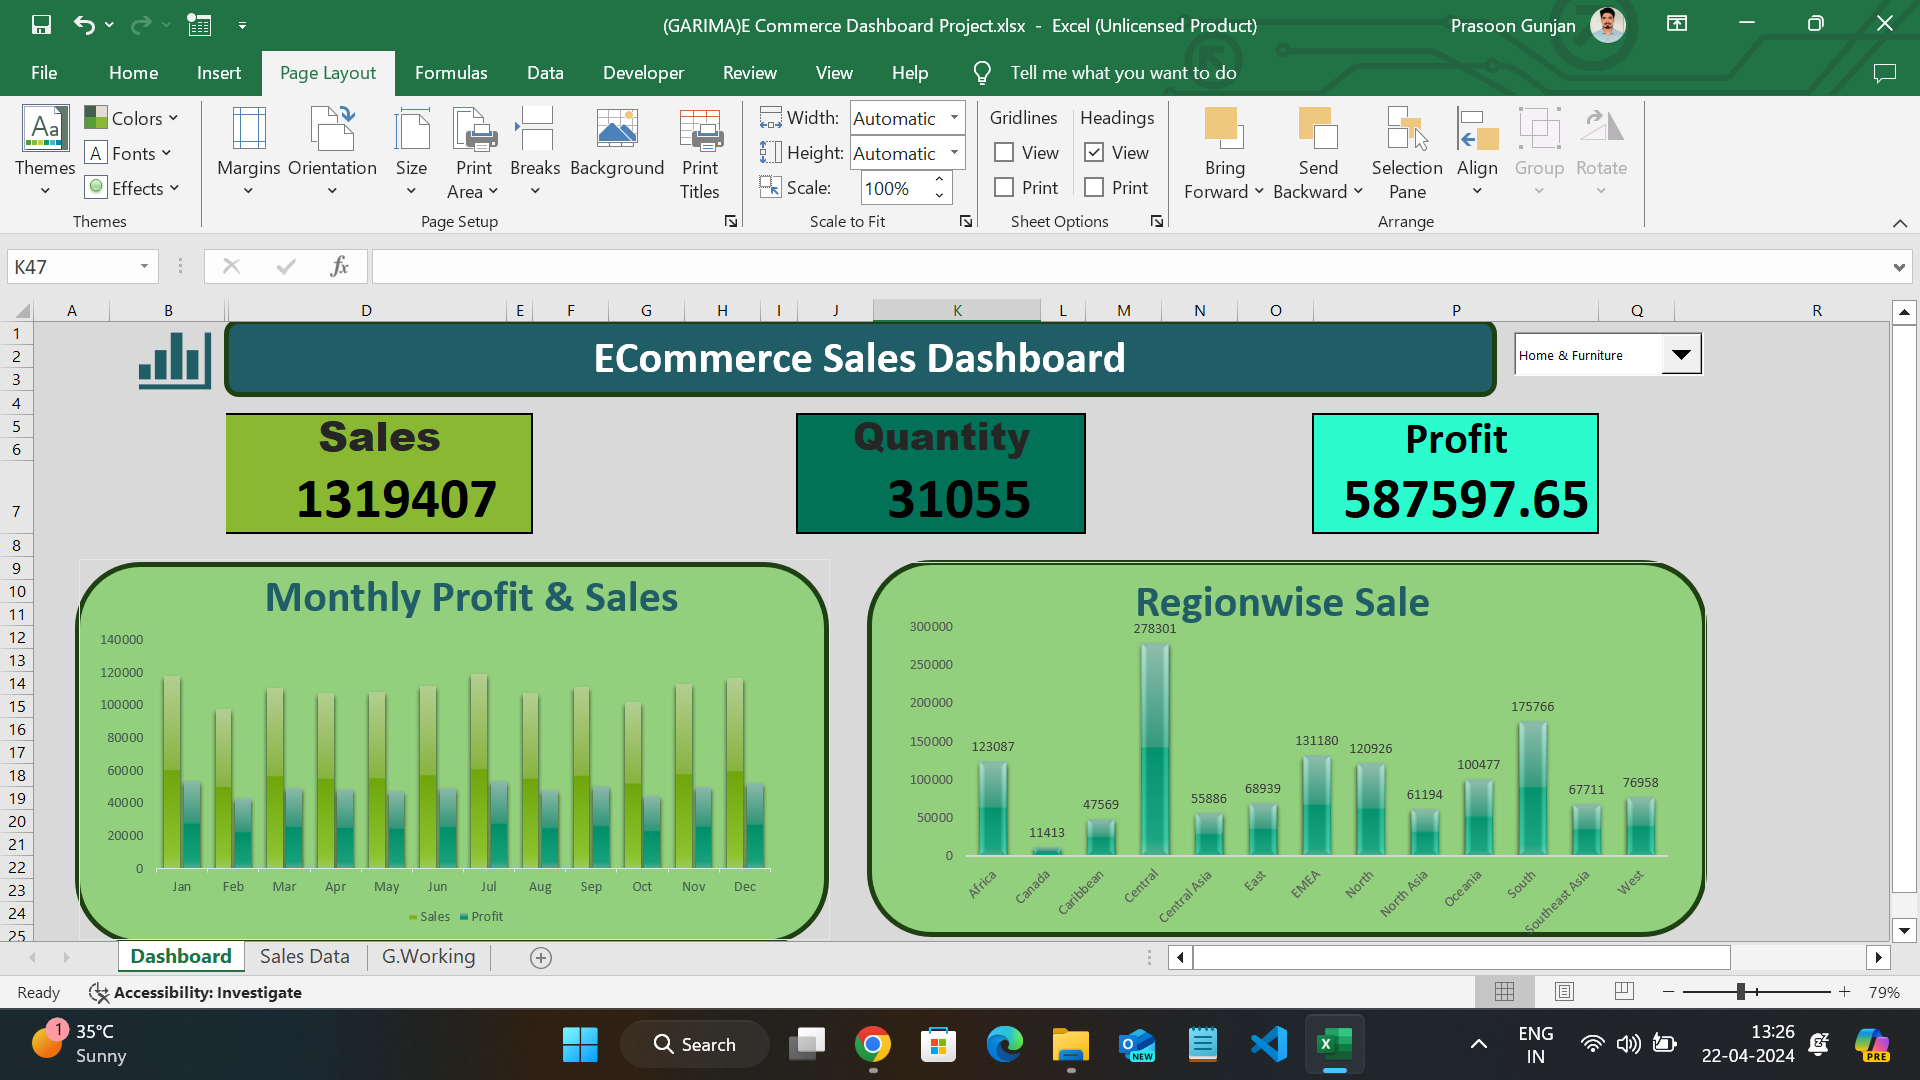 (GARIMA)E Commerce Dashboard Project.xlsx - Excel (Unlicensed Product)
Prasoon Gunjan
File Home Insert Page Layout Formulas Data Developer Review View Help Tell me what you want to do
Aa
Themes
Colors
A Fonts
Effects
Themes
Margins Orientation Size Print Area Breaks Background Print Titles
Page Setup
Width: Automatic
Height: Automatic
Scale: 100%
Scale to Fit
Gridlines Headings
View View
Print Print
Sheet Options
Bring Forward Send Backward Selection Pane Align Group Rotate
Arrange
K47 fx
A B D E F G H I J K L M N O P Q R
1
2
3
4
5
6
7
8
9
10
11
12
13
14
15
16
17
18
19
20
21
22
23
24
25
ECommerce Sales Dashboard
Home & Furniture
Sales
1319407
Quantity
31055
Profit
587597.65
Monthly Profit & Sales
140000
120000
100000
80000
60000
40000
20000
0
Jan Feb Mar Apr May Jun Jul Aug Sep Oct Nov Dec
Sales Profit
Regionwise Sale
300000
250000
200000
150000
100000
50000
0
123087 11413 47569 278301 55886 68939 131180 120926 61194 100477 175766 67711 76958
Africa Canada Caribbean Central Central Asia East EMEA North North Asia Oceania South Southeast Asia West
Dashboard Sales Data G.Working
Ready Accessibility: Investigate 79%
1
35°C
Sunny
Search
NEW
ENG
IN
13:26
22-04-2024
PRE